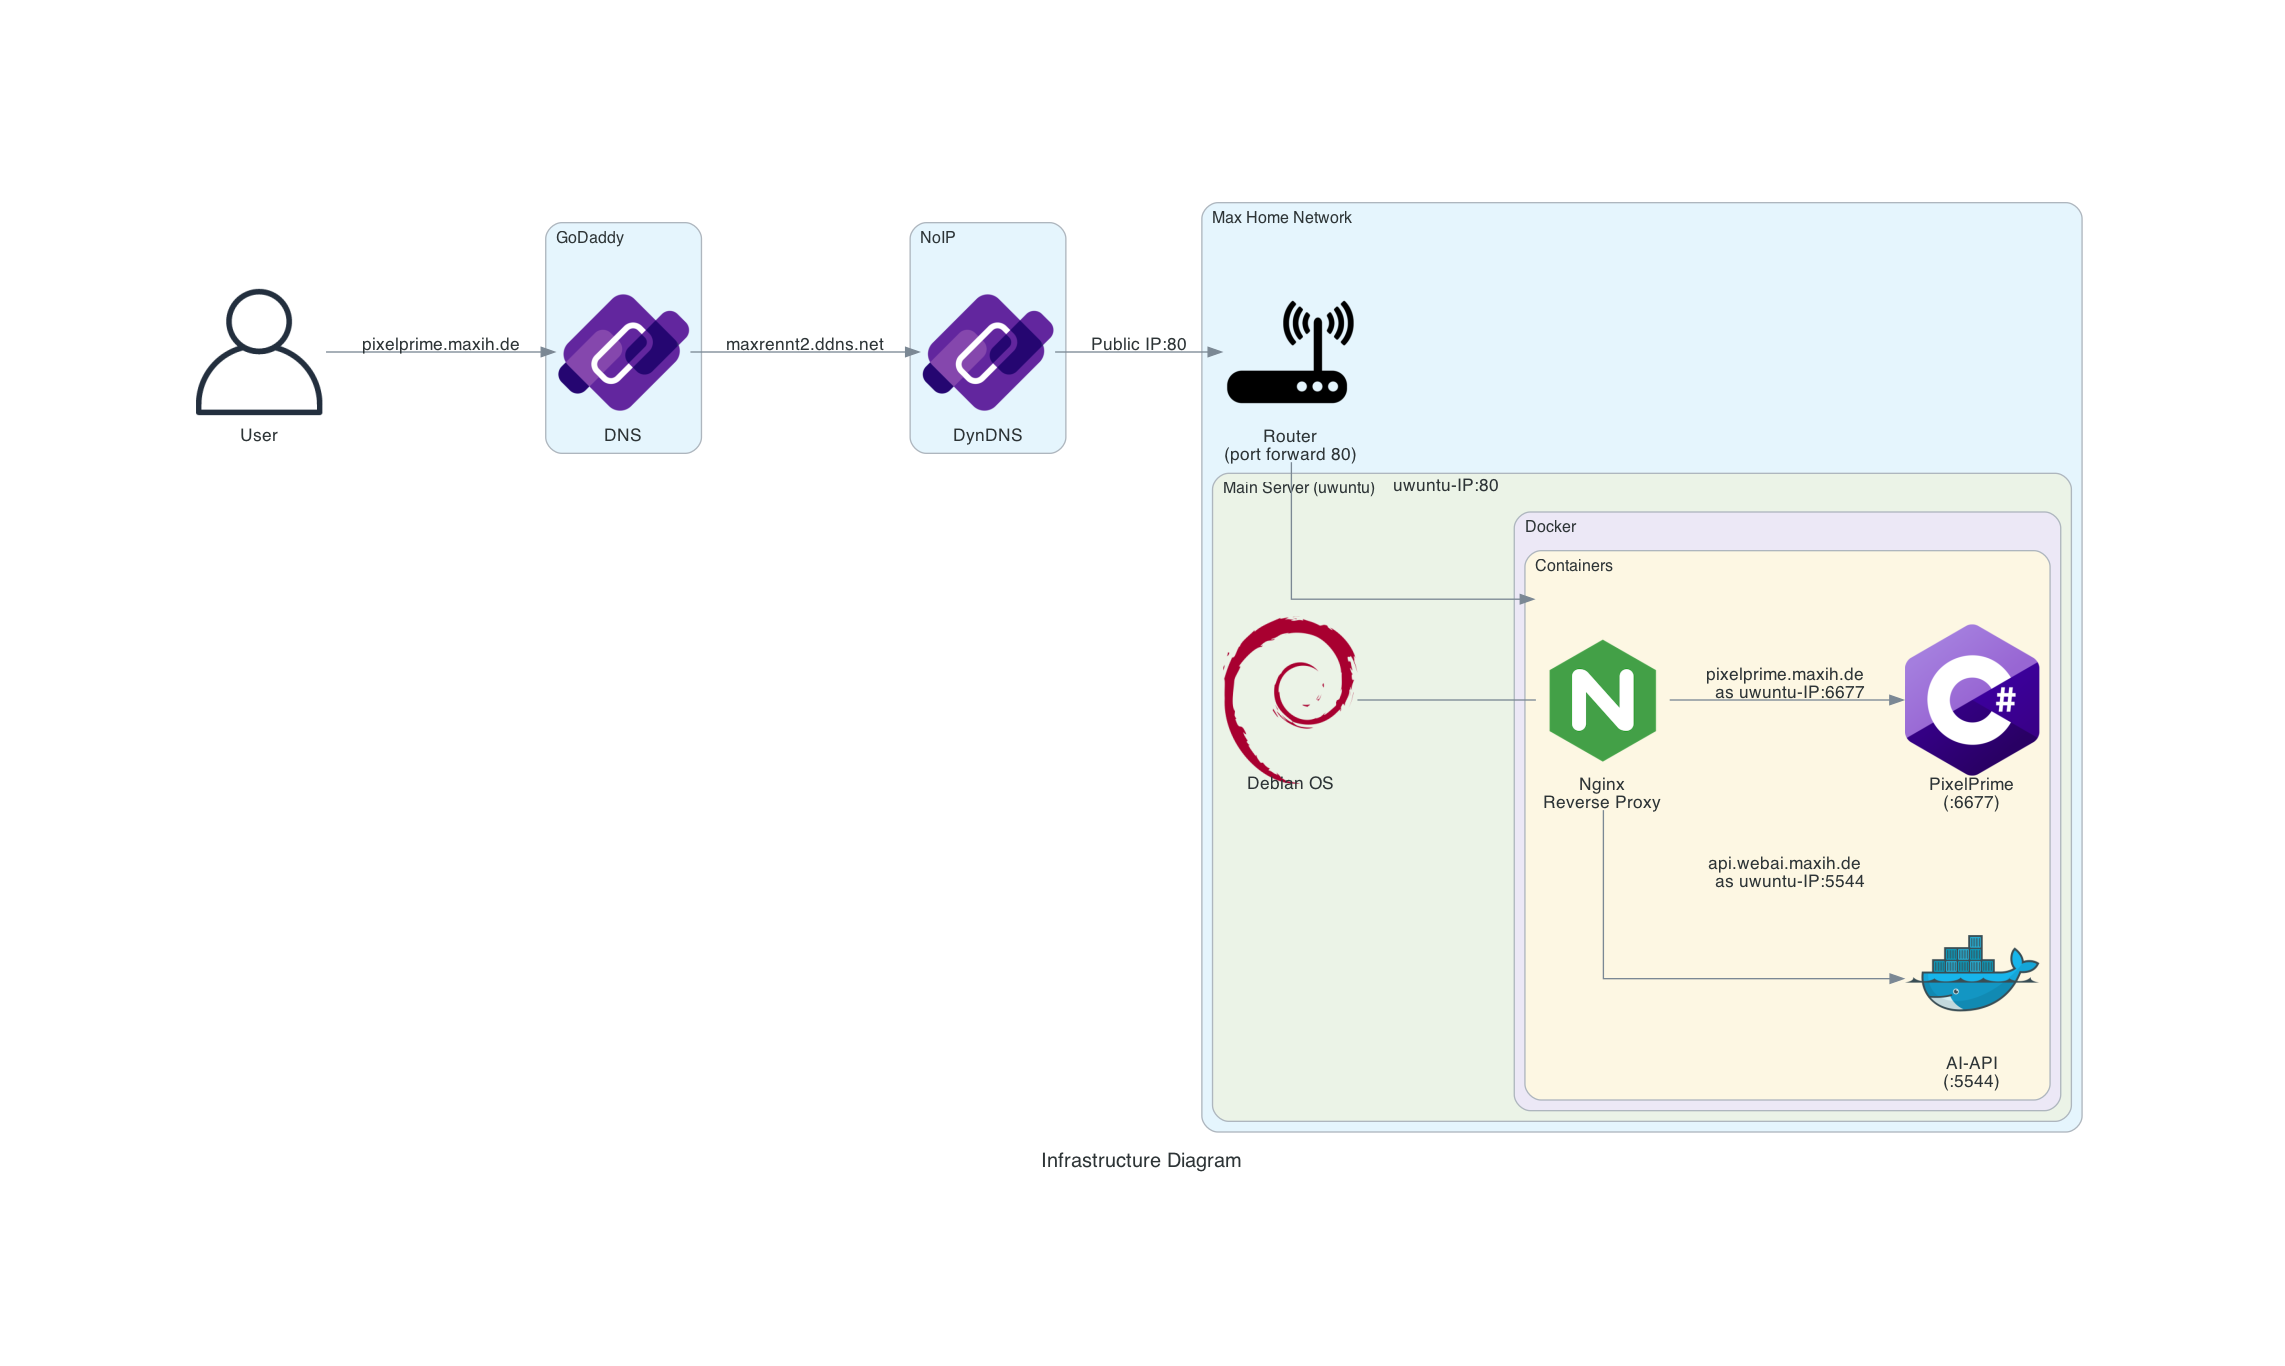 GoDaddy
NoIP
Max Home Network
pixelprime.maxih.de
maxrennt2.ddns.net
Public IP:80
User
DNS
DynDNS
Router
(port forward 80)
Main Server (uwuntu)
uwuntu-IP:80
Docker
Containers
pixelprime.maxih.de
as uwuntu-IP:6677
C#
N
Debian OS
Nginx
Reverse Proxy
PixelPrime
(:6677)
api.webai.maxih.de
as uwuntu-IP:5544
AI-API
(:5544)
Infrastructure Diagram